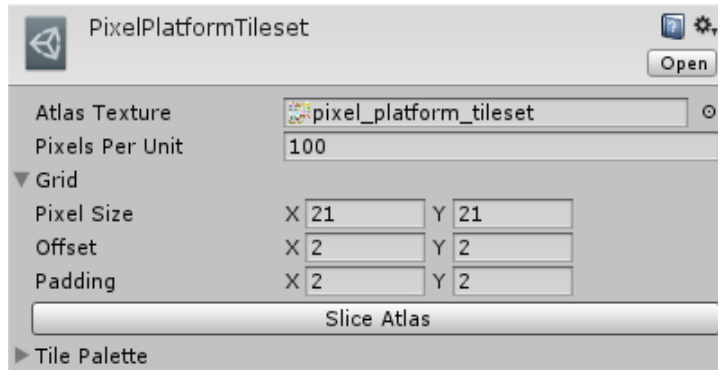 PixelPlatformTileset
Open
Atlas Texture pixel_platform_tileset
Pixels Per Unit 100
Grid
Pixel Size X 21 Y 21
Offset X 2 Y 2
Padding X 2 Y 2
Slice Atlas
Tile Palette